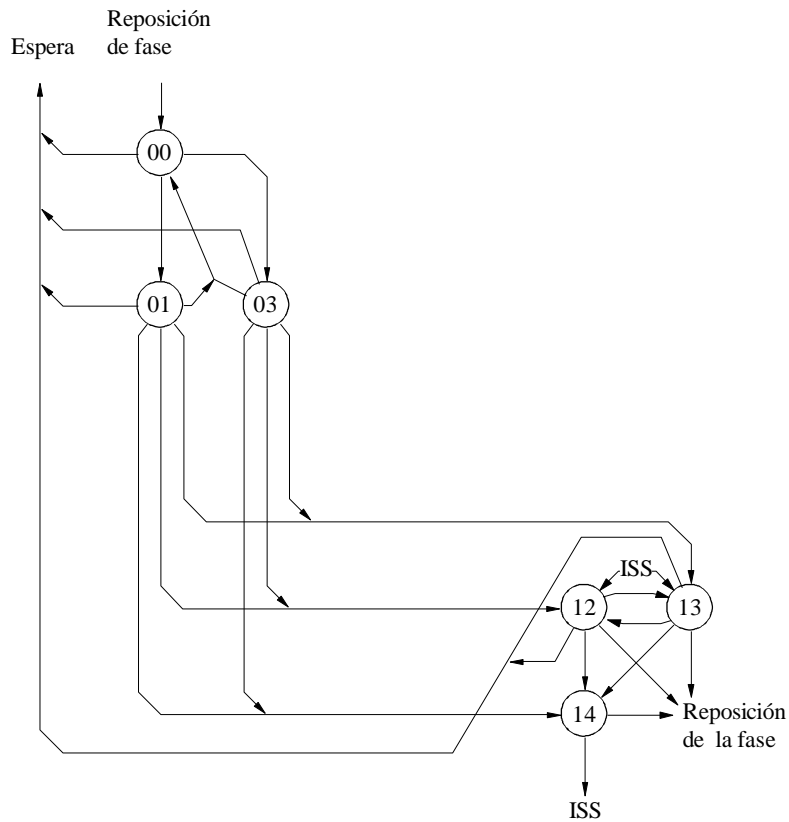 Reposición
de fase
Espera
00
01
03
ISS
12
13
14
Reposición
de la fase
ISS